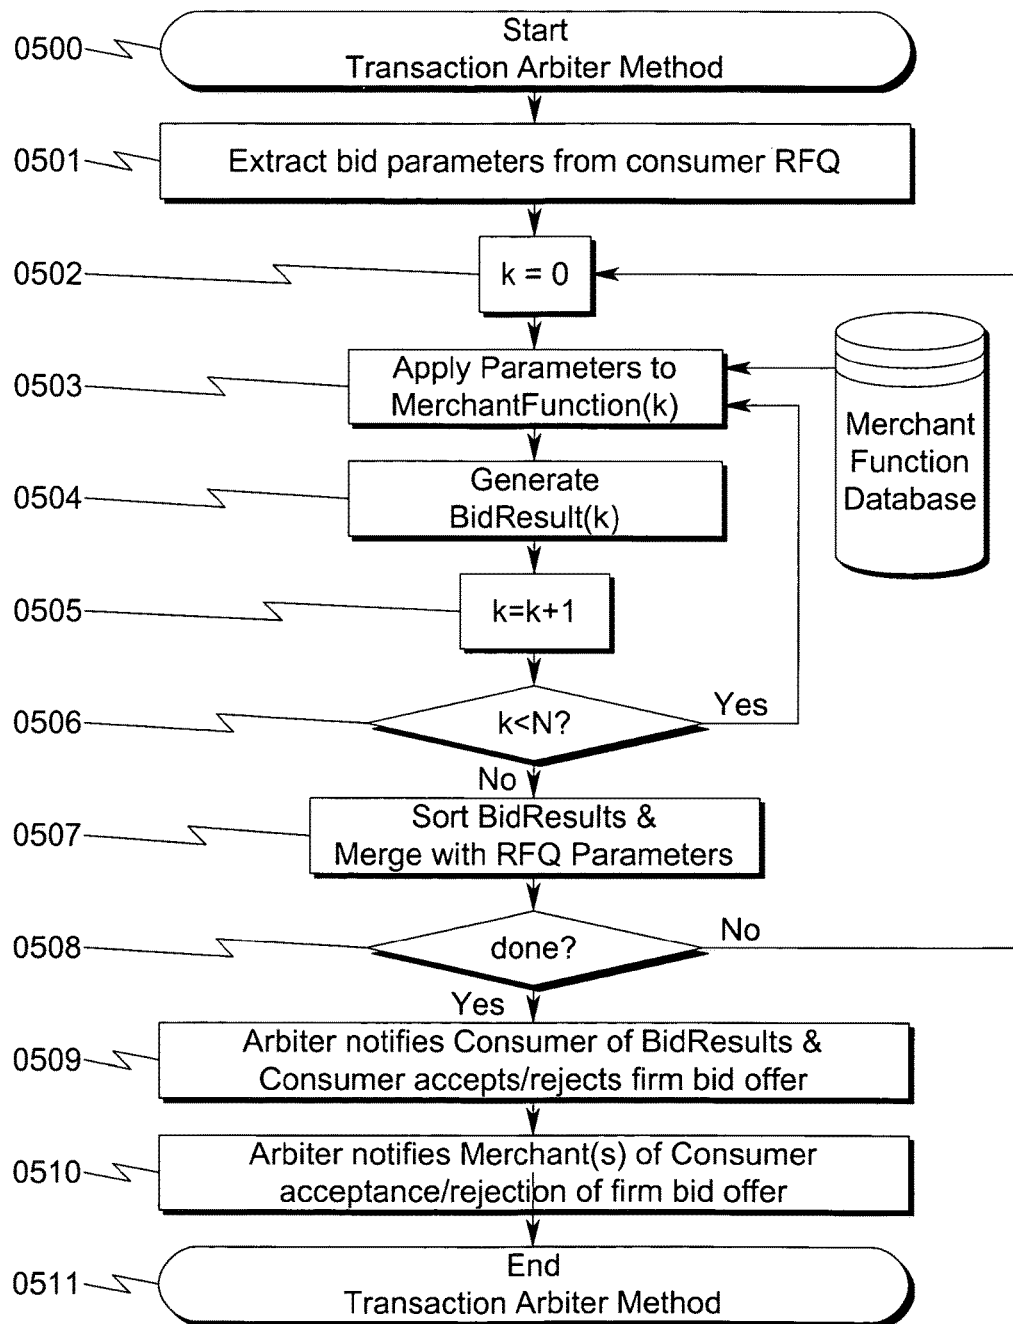 0500
Start
Transaction Arbiter Method
0501
Extract bid parameters from consumer RFQ
0502
k = 0
0503
Apply Parameters to
MerchantFunction(k)
Merchant
Function
Database
0504
Generate
BidResult(k)
0505
k=k+1
0506
k<N?
Yes
No
0507
Sort BidResults &
Merge with RFQ Parameters
0508
done?
No
Yes
0509
Arbiter notifies Consumer of BidResults &
Consumer accepts/rejects firm bid offer
0510
Arbiter notifies Merchant(s) of Consumer
acceptance/rejection of firm bid offer
0511
End
Transaction Arbiter Method